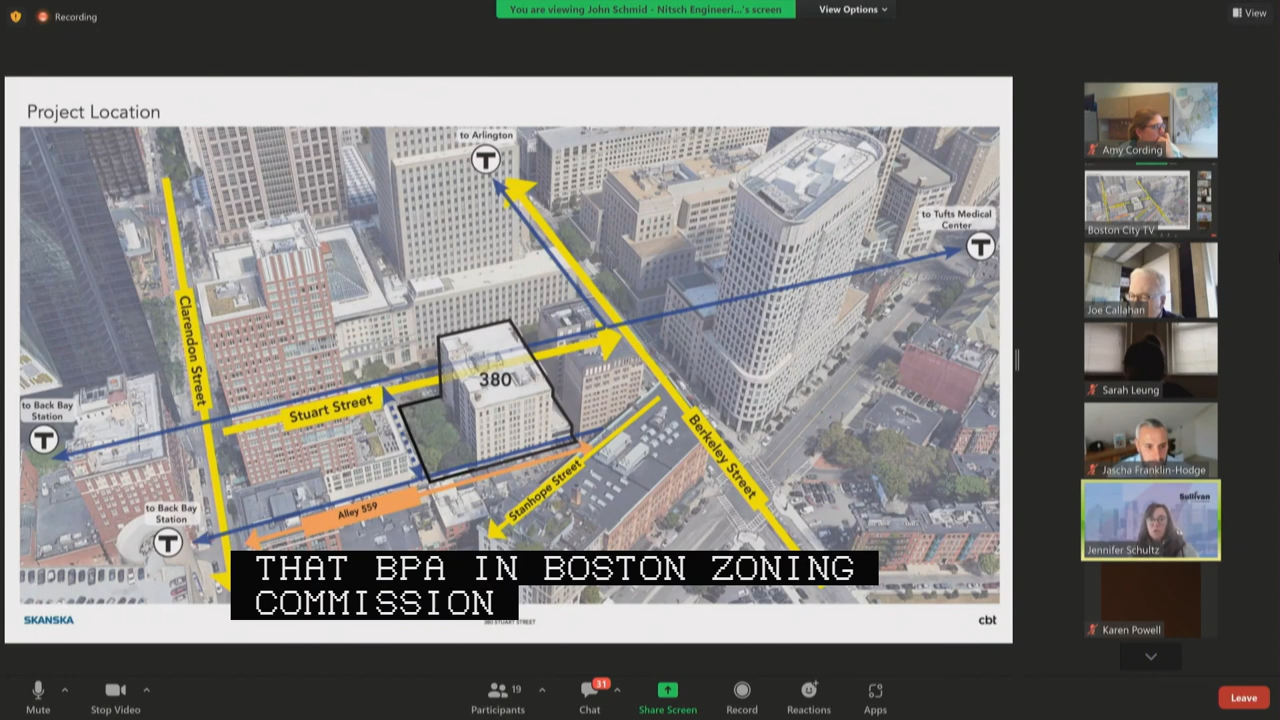 Recording
You are viewing John Schmid - Nitsch Engineeri...'s screen
View Options
View
Project Location
to Arlington
T
to Tufts Medical
Center
T
Clarendon Street
380
Stuart Street
to Back Bay
Station
T
Berkeley Street
Stanhope Street
Alley 559
to Back Bay
Station
T
THAT BPA IN BOSTON ZONING
COMMISSION
SKANSKA
380 STUART STREET
cbt
Amy Cording
Boston City TV
Joe Callahan
Sarah Leung
Jascha Franklin-Hodge
Sullivan
Jennifer Schultz
Karen Powell
Mute
Stop Video
19
Participants
31
Chat
Share Screen
Record
Reactions
Apps
Leave